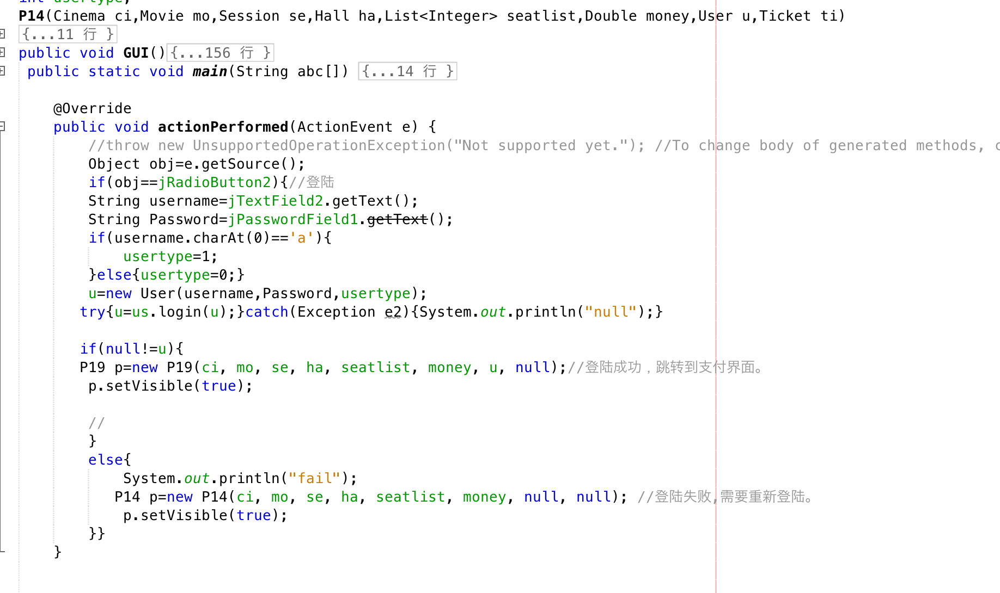 int usertype;
P14(Cinema ci,Movie mo,Session se,Hall ha,List<Integer> seatlist,Double money,User u,Ticket ti)
{...11 行 }
public void GUI(){...156 行 }
public static void main(String abc[]) {...14 行 }
@Override
public void actionPerformed(ActionEvent e) {
//throw new UnsupportedOperationException("Not supported yet."); //To change body of generated methods, c
Object obj=e.getSource();
if(obj==jRadioButton2){//登陆
String username=jTextField2.getText();
String Password=jPasswordField1.getText();
if(username.charAt(0)=='a'){
usertype=1;
}else{usertype=0;}
u=new User(username,Password,usertype);
try{u=us.login(u);}catch(Exception e2){System.out.println("null");}
if(null!=u){
P19 p=new P19(ci, mo, se, ha, seatlist, money, u, null);//登陆成功，跳转到支付界面。
p.setVisible(true);
//
}
else{
System.out.println("fail");
P14 p=new P14(ci, mo, se, ha, seatlist, money, null, null); //登陆失败,需要重新登陆。
p.setVisible(true);
}}
}